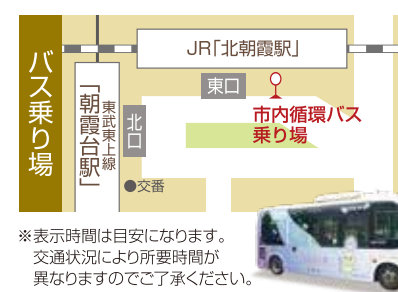 バス乗り場
JR「北朝霞駅」
東口
東武東上線
「朝霞台駅」
北口
市内循環バス
乗り場
●交番
※表示時間は目安になります。
交通状況により所要時間が
異なりますのでご了承ください。